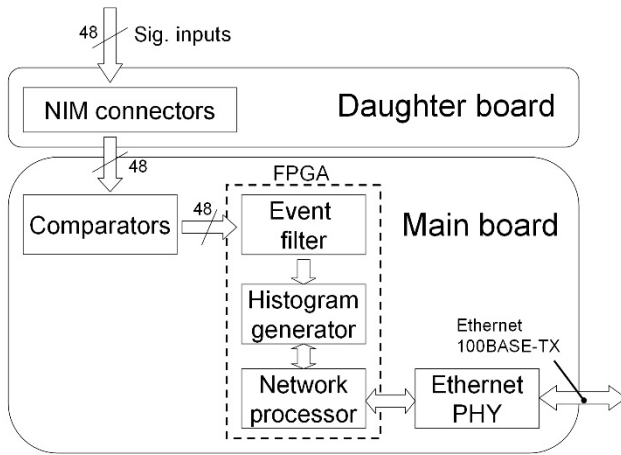 48
Sig. inputs
NIM connectors
Daughter board
48
FPGA
Comparators
48
Event
filter
Main board
Histogram
generator
Ethernet
100BASE-TX
Network
processor
Ethernet
PHY